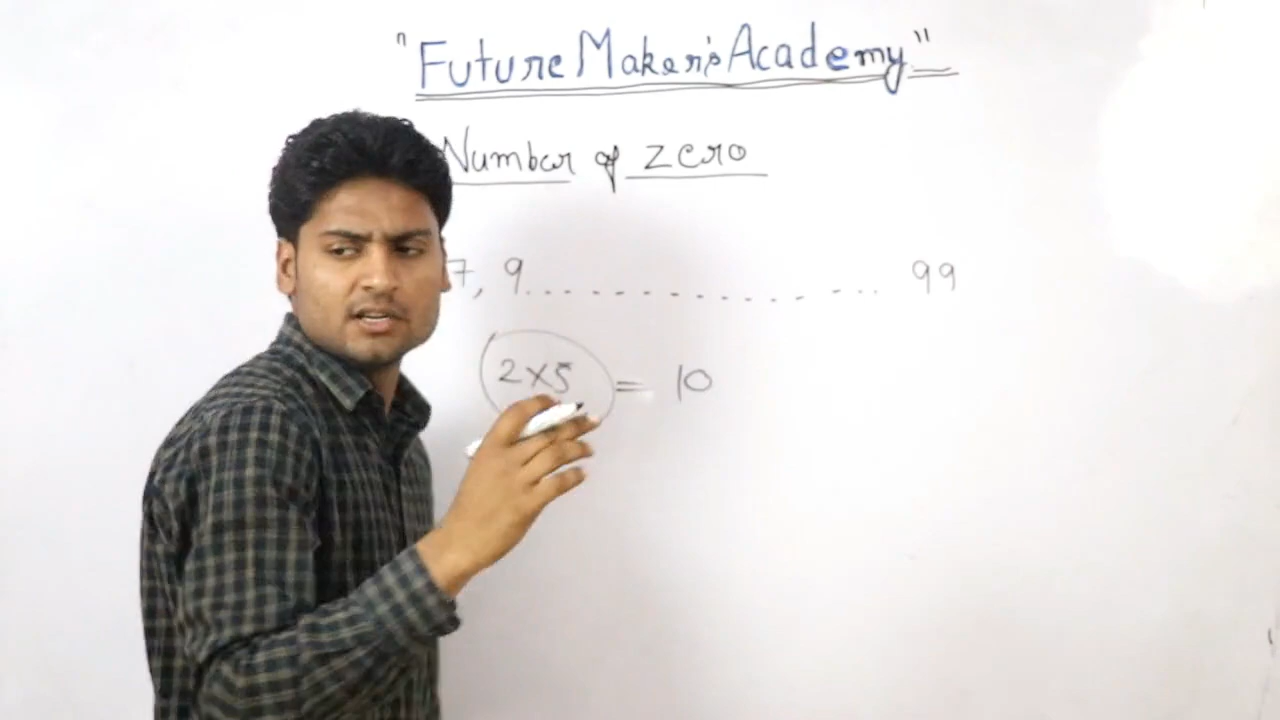 "Future Maker's Academy"
Number of zero
7, 9.................. 99
2×5 = 10